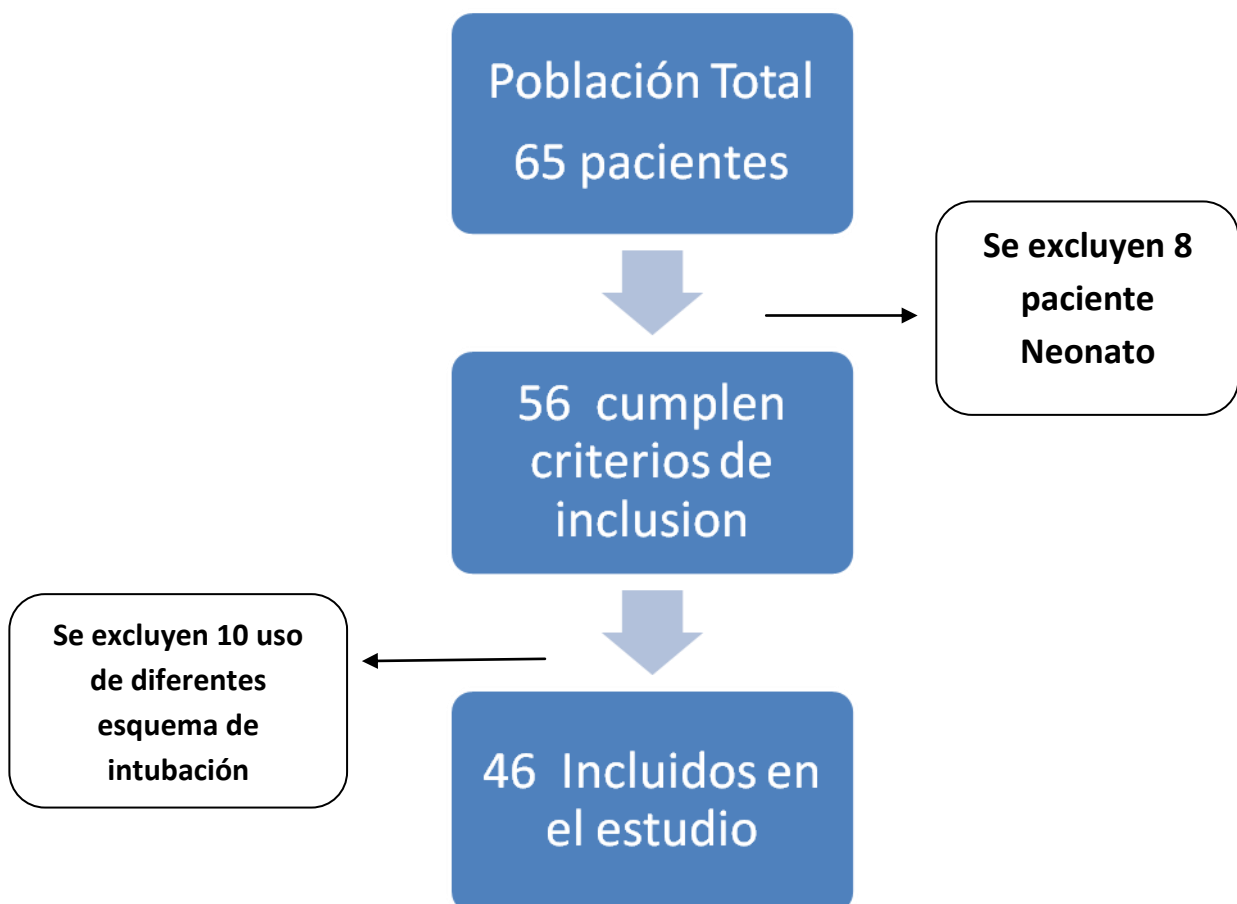 Población Total
65 pacientes
Se excluyen 8
paciente
Neonato
56 cumplen
criterios de
inclusion
Se excluyen 10 uso
de diferentes
esquema de
intubación
46 Incluidos en
el estudio